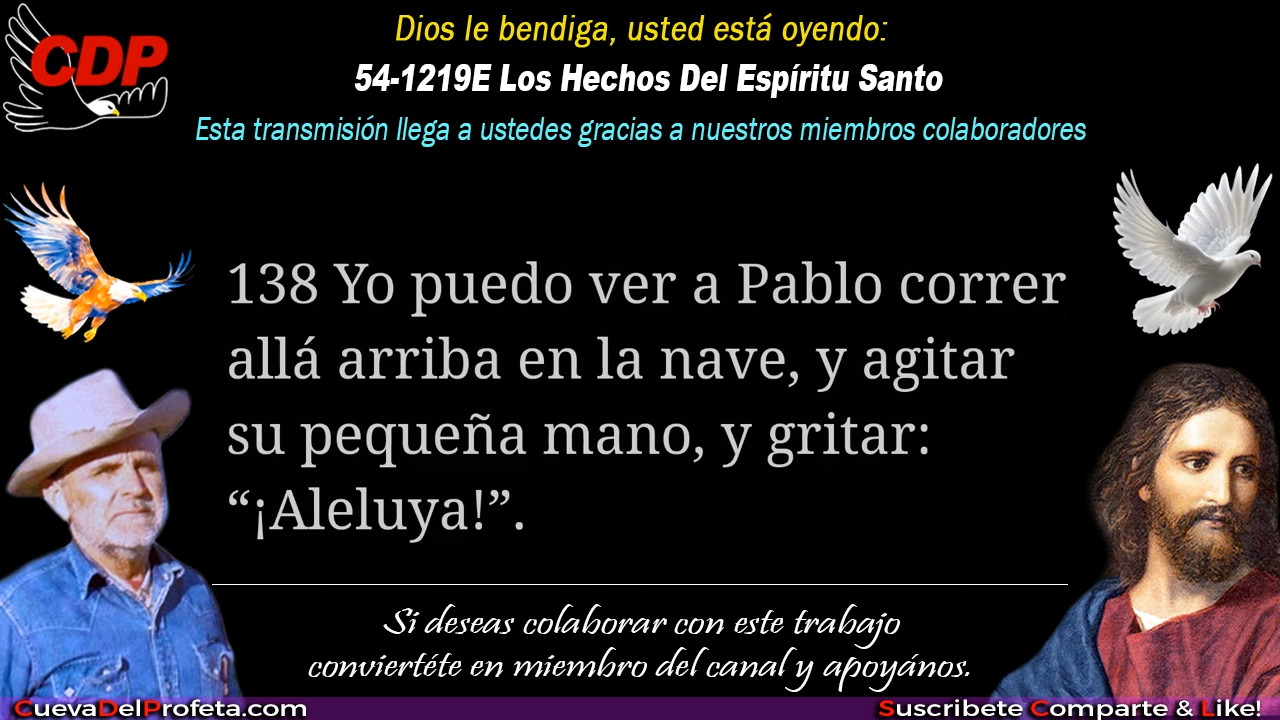 CDP
Dios le bendiga, usted está oyendo:
54-1219E Los Hechos Del Espíritu Santo
Esta transmisión llega a ustedes gracias a nuestros miembros colaboradores
138 Yo puedo ver a Pablo correr
allá arriba en la nave, y agitar
su pequeña mano, y gritar:
“¡Aleluya!”.
Si deseas colaborar con este trabajo
conviertéte en miembro del canal y apoyános.
CuevaDelProfeta.com
Suscribete Comparte & Like!